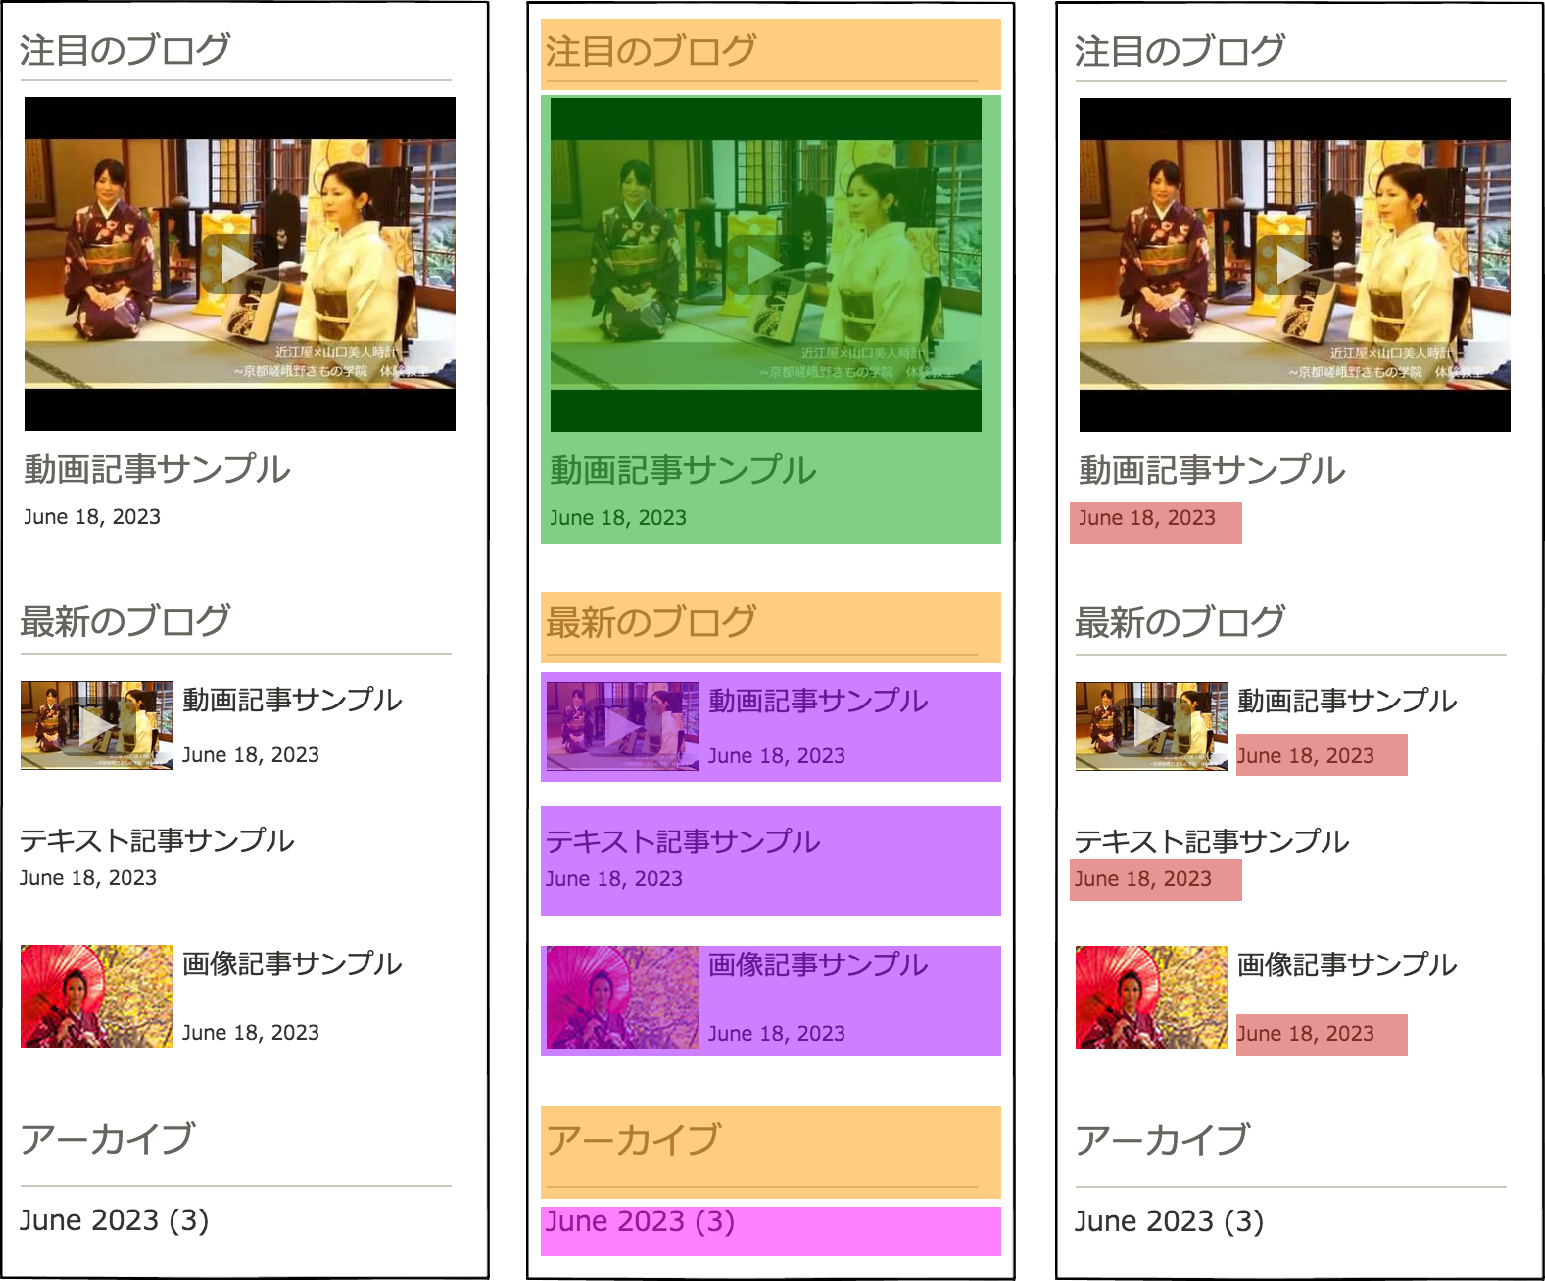 注目のブログ
近江屋×山口美人時計
~京都嵯峨野きもの学院 体験教室~
動画記事サンプル
June 18, 2023
最新のブログ
動画記事サンプル
June 18, 2023
テキスト記事サンプル
June 18, 2023
画像記事サンプル
June 18, 2023
アーカイブ
June 2023 (3)
注目のブログ
近江屋×山口美人時計
~京都嵯峨野きもの学院 体験教室~
動画記事サンプル
June 18, 2023
最新のブログ
動画記事サンプル
June 18, 2023
テキスト記事サンプル
June 18, 2023
画像記事サンプル
June 18, 2023
アーカイブ
June 2023 (3)
注目のブログ
近江屋×山口美人時計
~京都嵯峨野きもの学院 体験教室~
動画記事サンプル
June 18, 2023
最新のブログ
動画記事サンプル
June 18, 2023
テキスト記事サンプル
June 18, 2023
画像記事サンプル
June 18, 2023
アーカイブ
June 2023 (3)